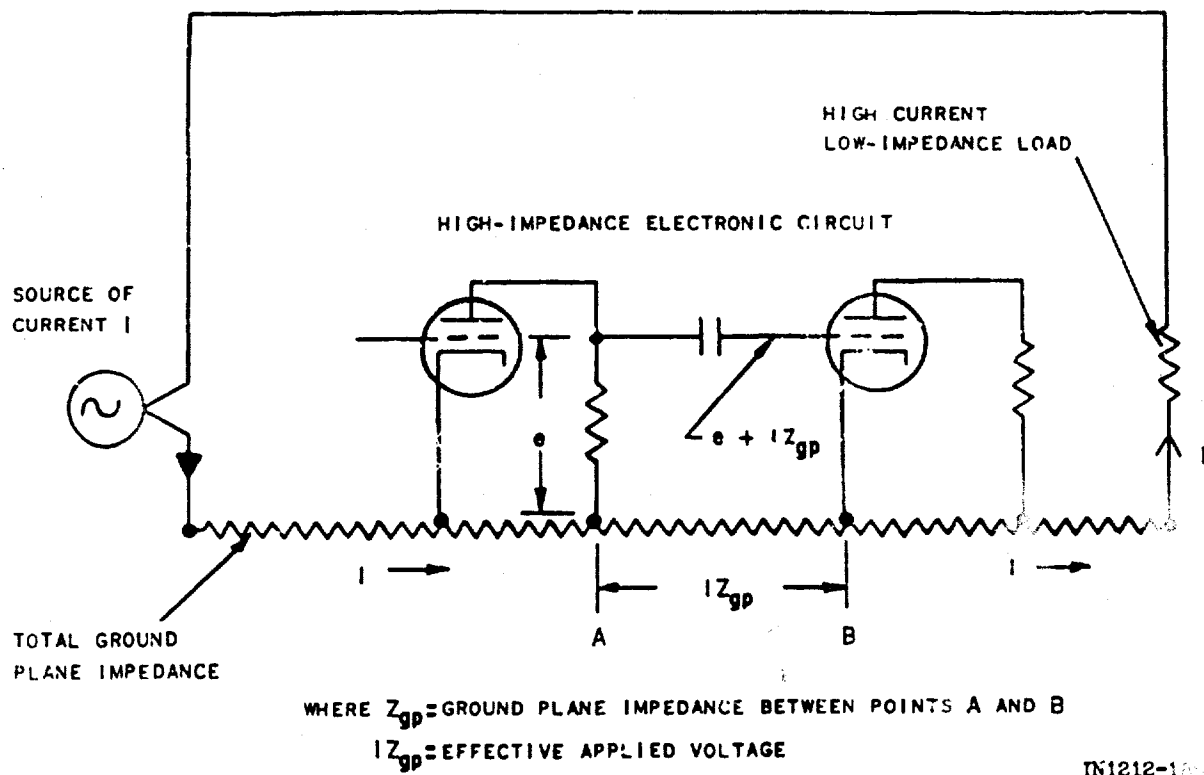 HIGH CURRENT
LOW-IMPEDANCE LOAD
HIGH-IMPEDANCE ELECTRONIC CIRCUIT
SOURCE OF
CURRENT I
e
e + IZgp
I
I
I
IZgp
A
B
TOTAL GROUND
PLANE IMPEDANCE
WHERE Zgp=GROUND PLANE IMPEDANCE BETWEEN POINTS A AND B
IZgp=EFFECTIVE APPLIED VOLTAGE